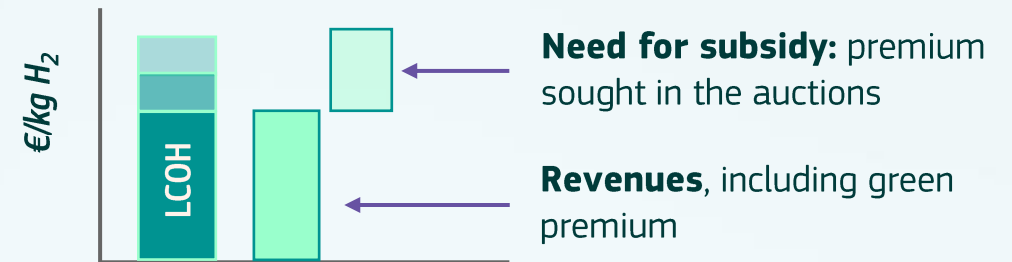 €/kg H₂
LCOH
Need for subsidy: premium
sought in the auctions
Revenues, including green
premium